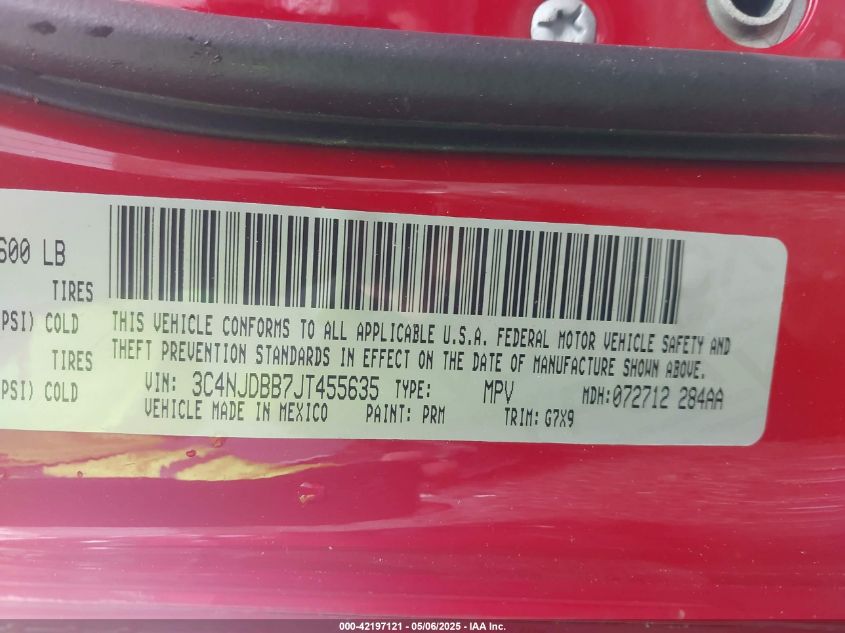 600 LB
TIRES
PSI) COLD
TIRES
PSI) COLD
THIS VEHICLE CONFORMS TO ALL APPLICABLE U.S.A. FEDERAL MOTOR VEHICLE SAFETY AND
THEFT PREVENTION STANDARDS IN EFFECT ON THE DATE OF MANUFACTURE SHOWN ABOVE.
VIN: 3C4NJDBB7JT455635 TYPE: MPV MDH:072712 284AA
VEHICLE MADE IN MEXICO PAINT: PRM TRIM: G7X9
000-42197121 - 05/06/2025 - IAA Inc.